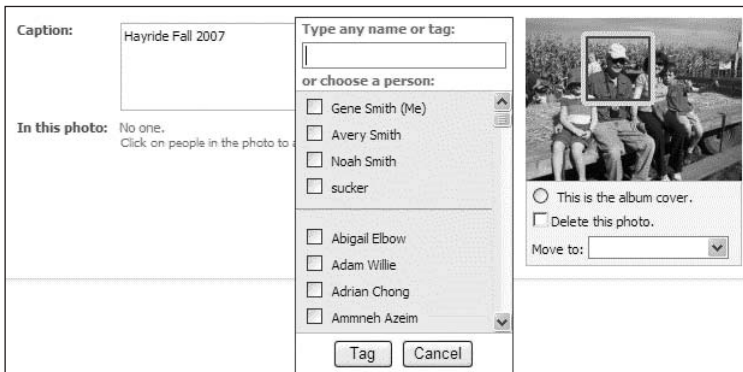 Caption:
Hayride Fall 2007
In this photo:
No one.
Click on people in the photo to
Type any name or tag:
or choose a person:
Gene Smith (Me)
Avery Smith
Noah Smith
sucker
Abigail Elbow
Adam Willie
Adrian Chong
Ammneh Azeim
Tag
Cancel
This is the album cover.
Delete this photo.
Move to: